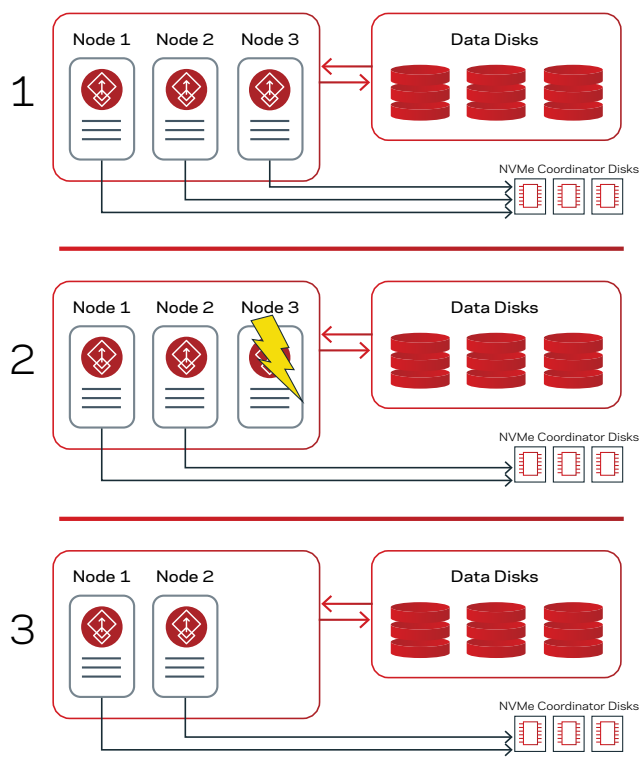 Node 1 Node 2 Node 3 Data Disks
1
NVMe Coordinator Disks
Node 1 Node 2 Node 3 Data Disks
2
NVMe Coordinator Disks
Node 1 Node 2 Data Disks
3
NVMe Coordinator Disks